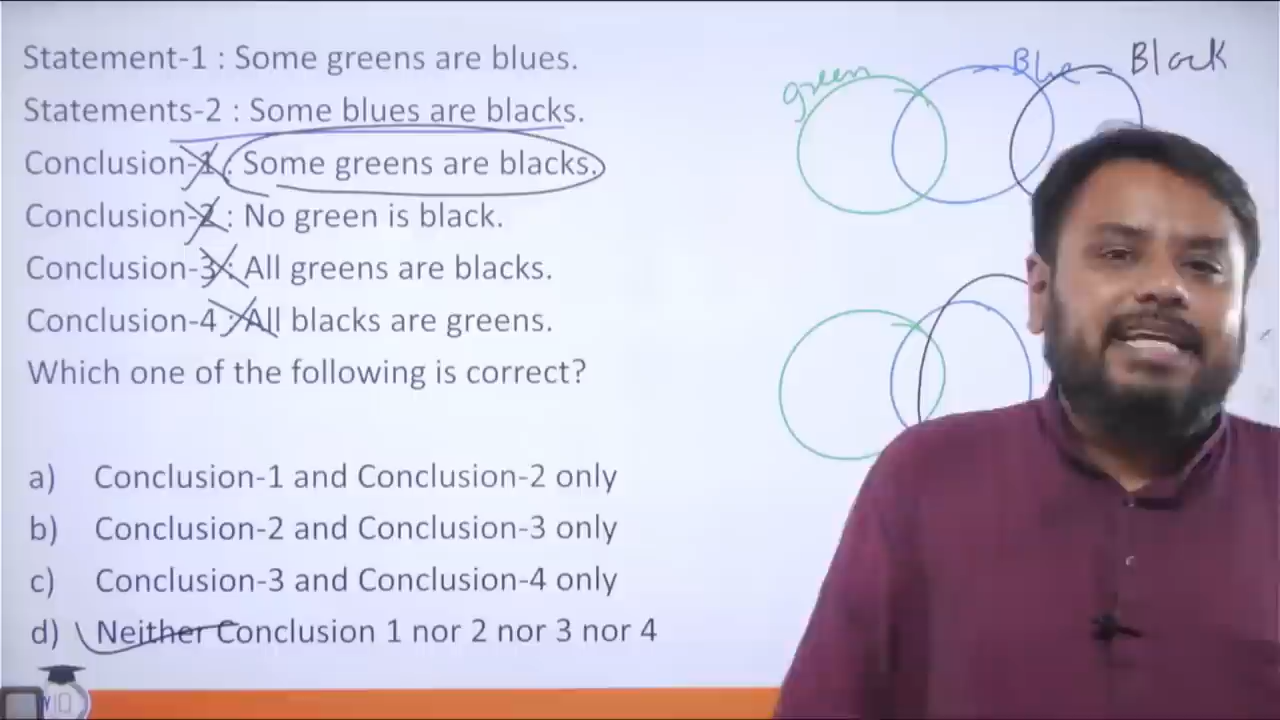 Statement-1 : Some greens are blues.
Statements-2 : Some blues are blacks.
Conclusion-1 : Some greens are blacks.
Conclusion-2 : No green is black.
Conclusion-3 : All greens are blacks.
Conclusion-4 : All blacks are greens.
Which one of the following is correct?
a) Conclusion-1 and Conclusion-2 only
b) Conclusion-2 and Conclusion-3 only
c) Conclusion-3 and Conclusion-4 only
d) Neither Conclusion 1 nor 2 nor 3 nor 4
green
Blue
Black